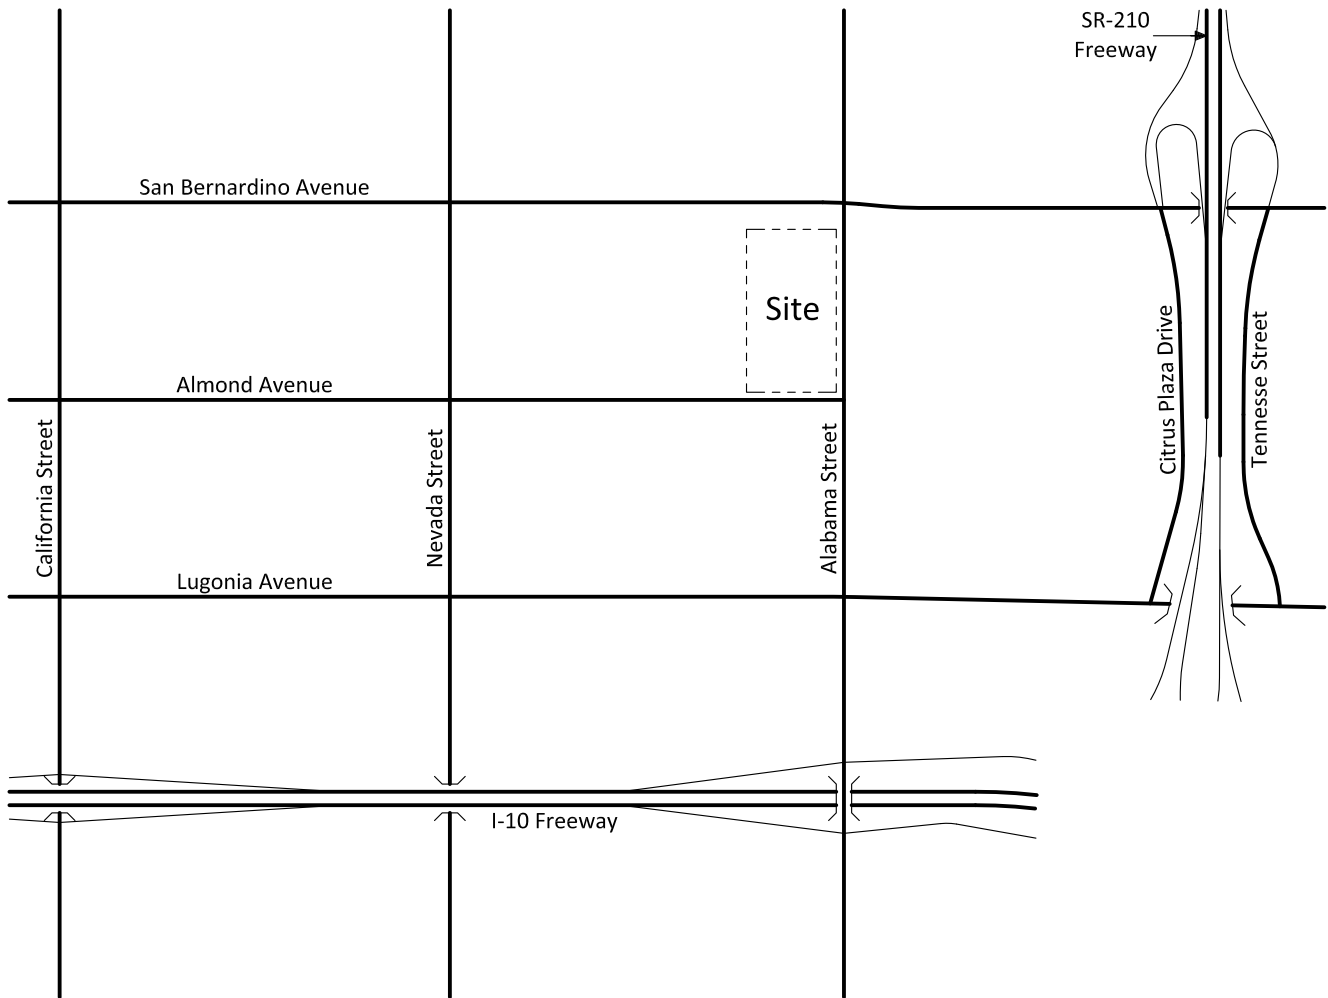 SR-210
Freeway
San Bernardino Avenue
Site
Citrus Plaza Drive
Tennesse Street
Almond Avenue
California Street
Nevada Street
Alabama Street
Lugonia Avenue
I-10 Freeway